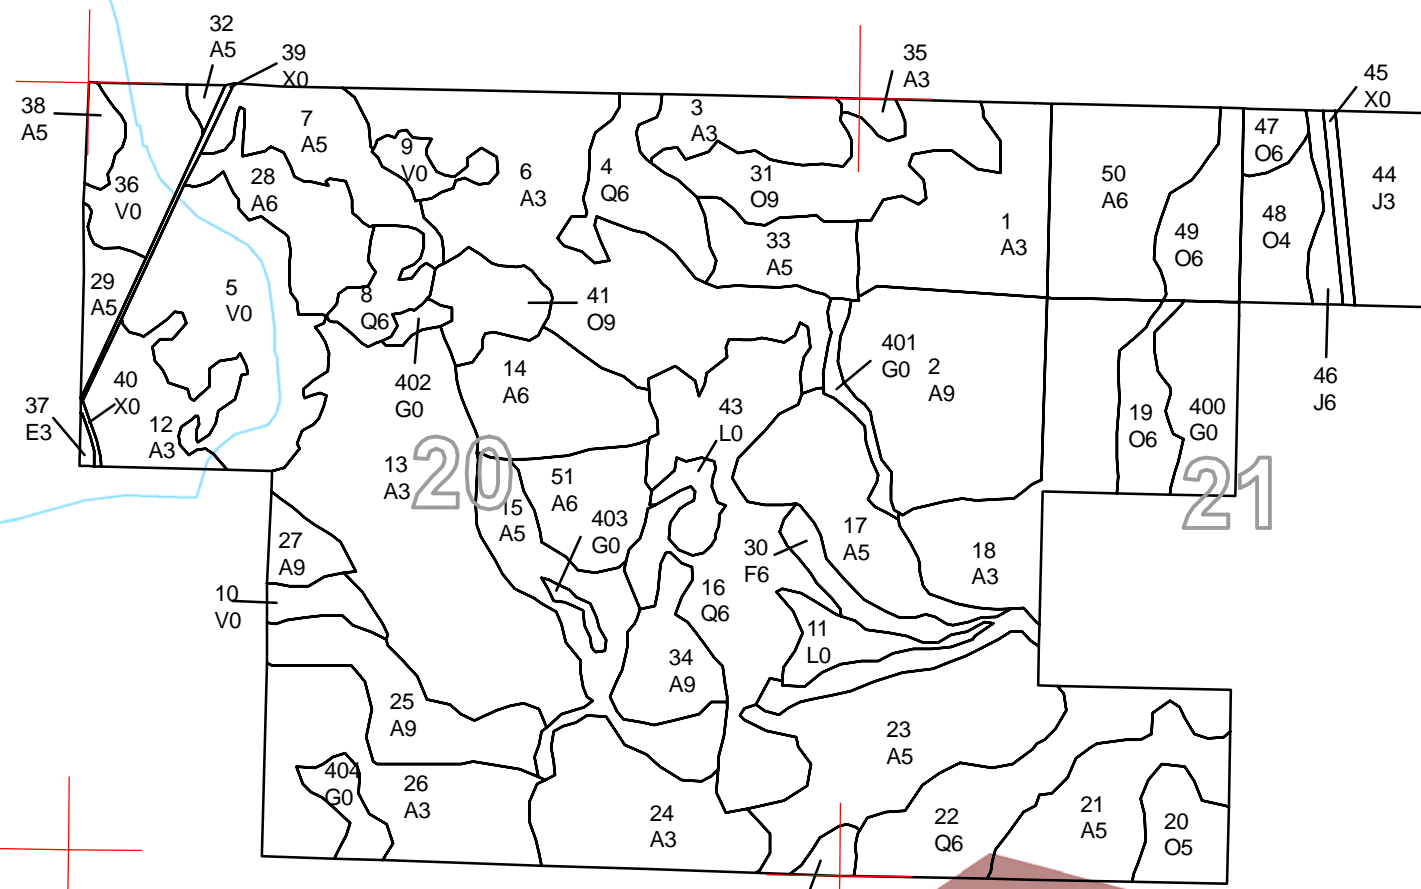 32
A5
39
X0
35
A3
45
X0
38
A5
7
A5
3
A3
47
O6
9
V0
36
V0
28
A6
6
A3
4
Q6
31
O9
50
A6
44
J3
1
A3
33
A5
49
O6
48
O4
29
A5
5
V0
8
Q6
41
O9
401
G0
2
A9
402
G0
14
A6
40
X0
37
E3
12
A3
43
L0
46
J6
19
O6
400
G0
13
A3
20
15
A5
51
A6
403
G0
21
27
A9
30
F6
17
A5
18
A3
10
V0
16
Q6
11
L0
34
A9
25
A9
23
A5
404
G0
26
A3
24
A3
22
Q6
21
A5
20
O5